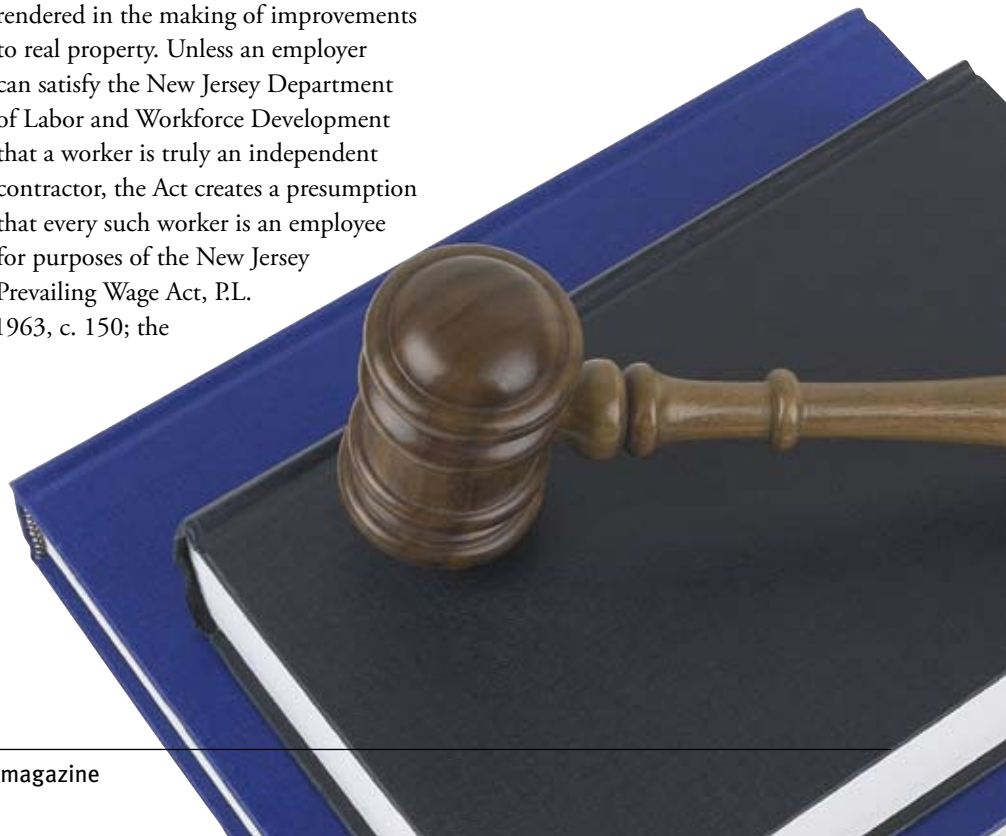 rendered in the making of improvements
to real property. Unless an employer
can satisfy the New Jersey Department
of Labor and Workforce Development
that a worker is truly an independent
contractor, the Act creates a presumption
that every such worker is an employee
for purposes of the New Jersey
Prevailing Wage Act, P.L.
1963, c. 150; the
magazine